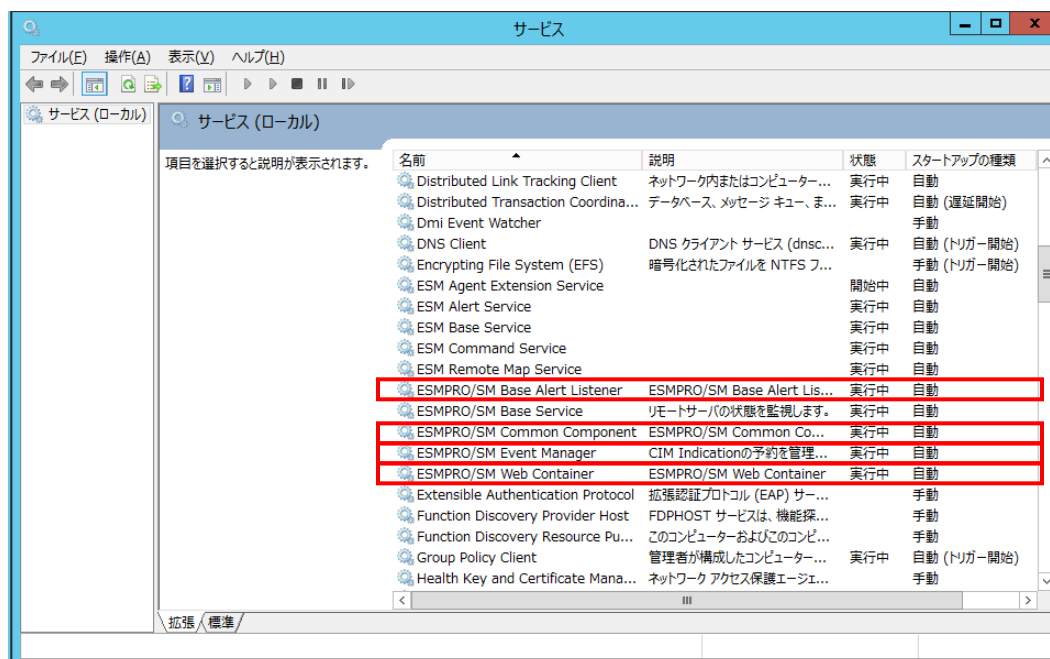 サービス
ファイル(F) 操作(A) 表示(V) ヘルプ(H)
サービス (ローカル)
サービス (ローカル)
項目を選択すると説明が表示されます。
名前 説明 状態 スタートアップの種類
Distributed Link Tracking Client ネットワーク内またはコンピューター... 実行中 自動
Distributed Transaction Coordina... データベース、メッセージ キュー、ま... 実行中 自動 (遅延開始)
Dmi Event Watcher 手動
DNS Client DNS クライアント サービス (dnsc... 実行中 自動 (トリガー開始)
Encrypting File System (EFS) 暗号化されたファイルを NTFS フ... 手動 (トリガー開始)
ESM Agent Extension Service 開始中 自動
ESM Alert Service 実行中 自動
ESM Base Service 実行中 自動
ESM Command Service 実行中 自動
ESM Remote Map Service 実行中 自動
ESMPRO/SM Base Alert Listener ESMPRO/SM Base Alert Lis... 実行中 自動
ESMPRO/SM Base Service リモートサーバの状態を監視します。 実行中 自動
ESMPRO/SM Common Component ESMPRO/SM Common Co... 実行中 自動
ESMPRO/SM Event Manager CIM Indicationの予約を管理... 実行中 自動
ESMPRO/SM Web Container ESMPRO/SM Web Container 実行中 自動
Extensible Authentication Protocol 拡張認証プロトコル (EAP) サー... 手動
Function Discovery Provider Host FDPHOST サービスは、機能探... 手動
Function Discovery Resource Pu... このコンピューターおよびこのコンピ... 手動
Group Policy Client 管理者が構成したコンピューター... 実行中 自動 (トリガー開始)
Health Key and Certificate Mana... ネットワーク アクセス保護エージェ... 手動
拡張 標準